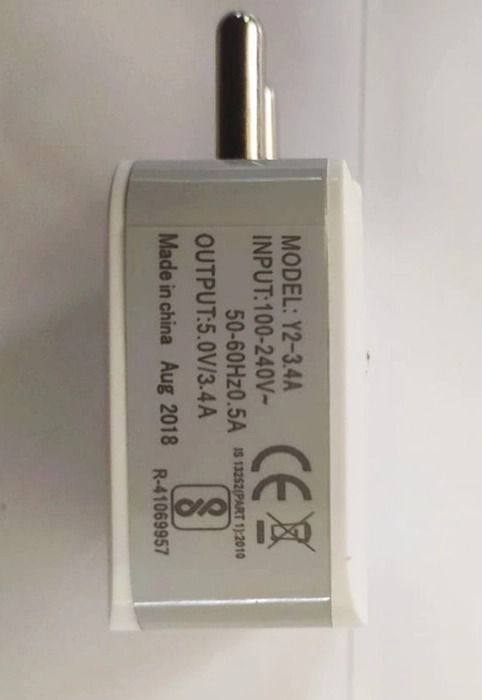 MODEL: Y2-3.4A
INPUT:100-240V~
50-60Hz0.5A
OUTPUT:5.0V/3.4A
Made in china Aug 2018
CE
IS 13252(PART 1):2010
R-41069957